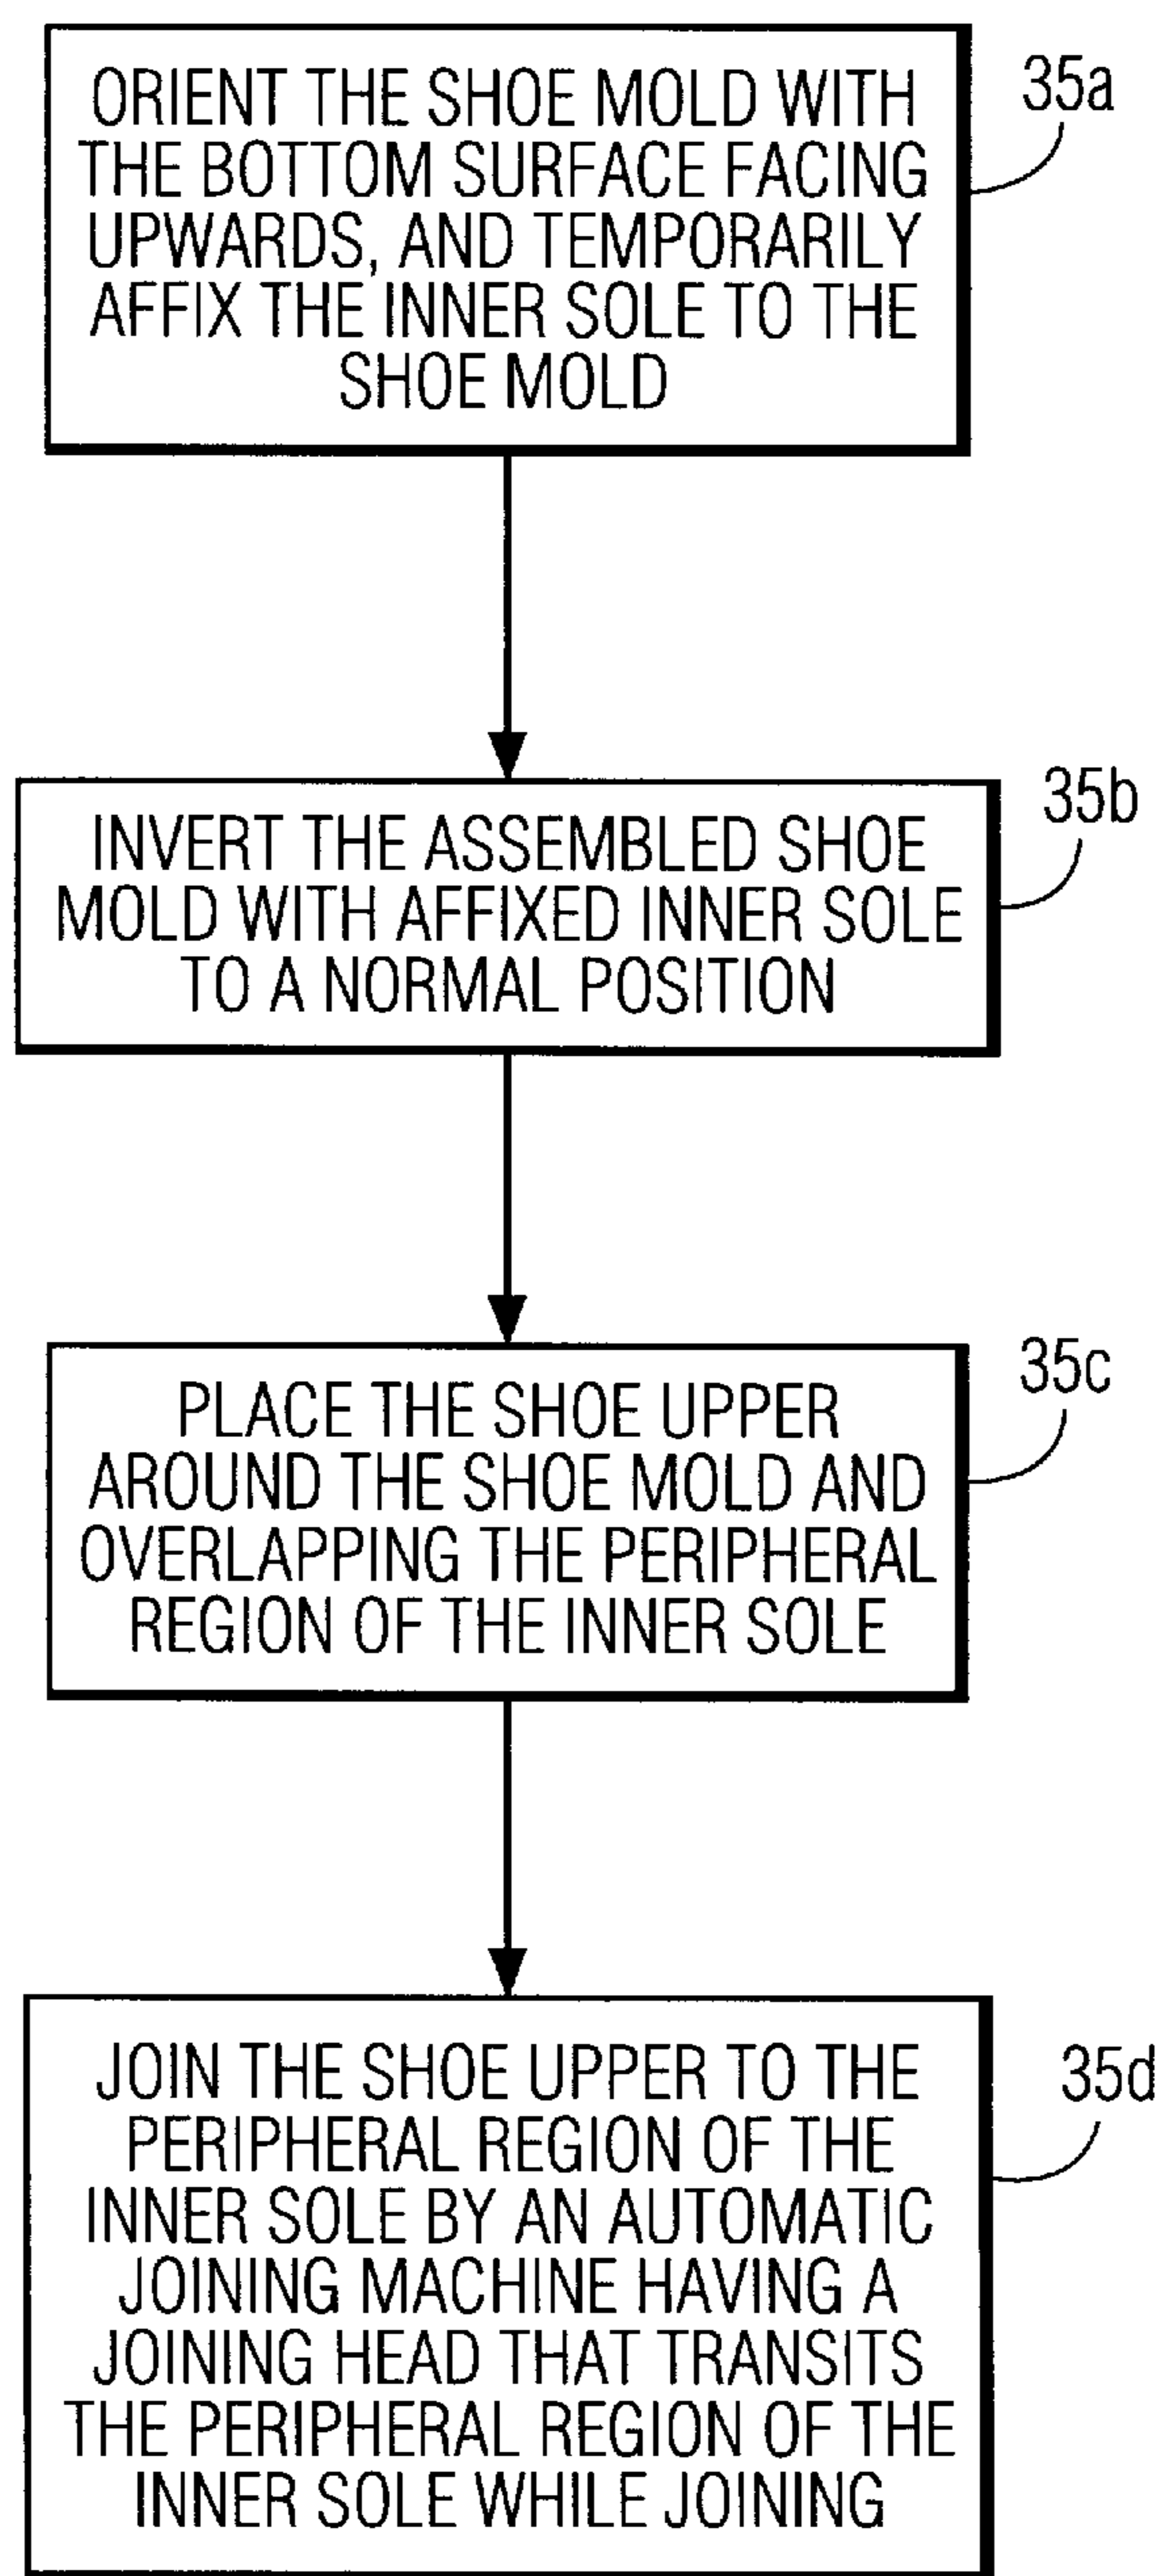 ORIENT THE SHOE MOLD WITH
THE BOTTOM SURFACE FACING
UPWARDS, AND TEMPORARILY
AFFIX THE INNER SOLE TO THE
SHOE MOLD
35a
INVERT THE ASSEMBLED SHOE
MOLD WITH AFFIXED INNER SOLE
TO A NORMAL POSITION
35b
PLACE THE SHOE UPPER
AROUND THE SHOE MOLD AND
OVERLAPPING THE PERIPHERAL
REGION OF THE INNER SOLE
35c
JOIN THE SHOE UPPER TO THE
PERIPHERAL REGION OF THE
INNER SOLE BY AN AUTOMATIC
JOINING MACHINE HAVING A
JOINING HEAD THAT TRANSITS
THE PERIPHERAL REGION OF THE
INNER SOLE WHILE JOINING
35d